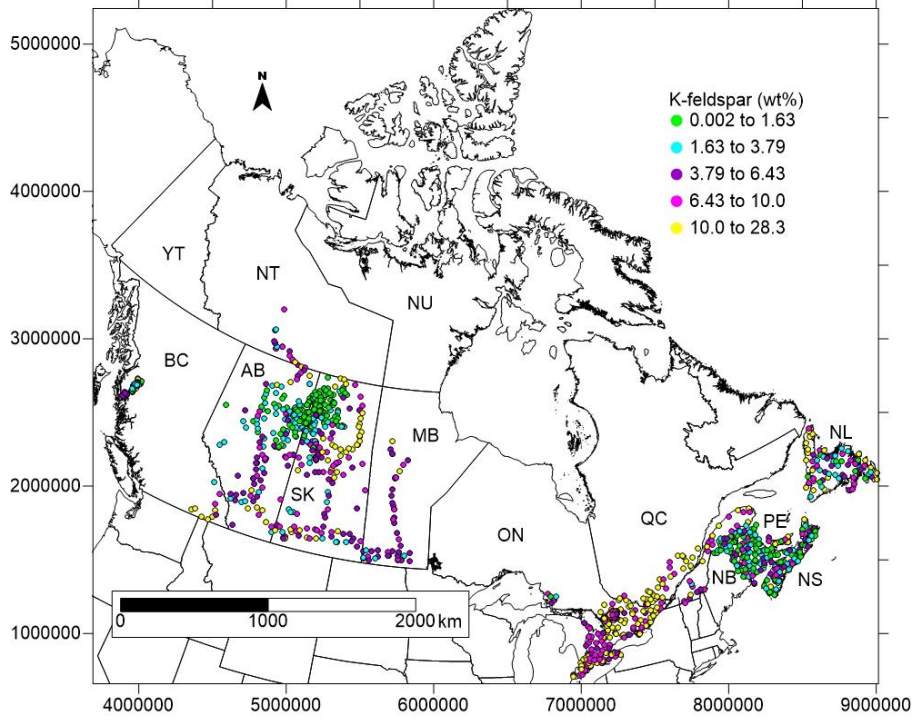 5000000
4000000
3000000
2000000
1000000
N
K-feldspar (wt%)
0.002 to 1.63
1.63 to 3.79
3.79 to 6.43
6.43 to 10.0
10.0 to 28.3
YT
NT
NU
BC
AB
MB
SK
ON
QC
NL
PE
NB
NS
0 1000 2000 km
4000000 5000000 6000000 7000000 8000000 9000000